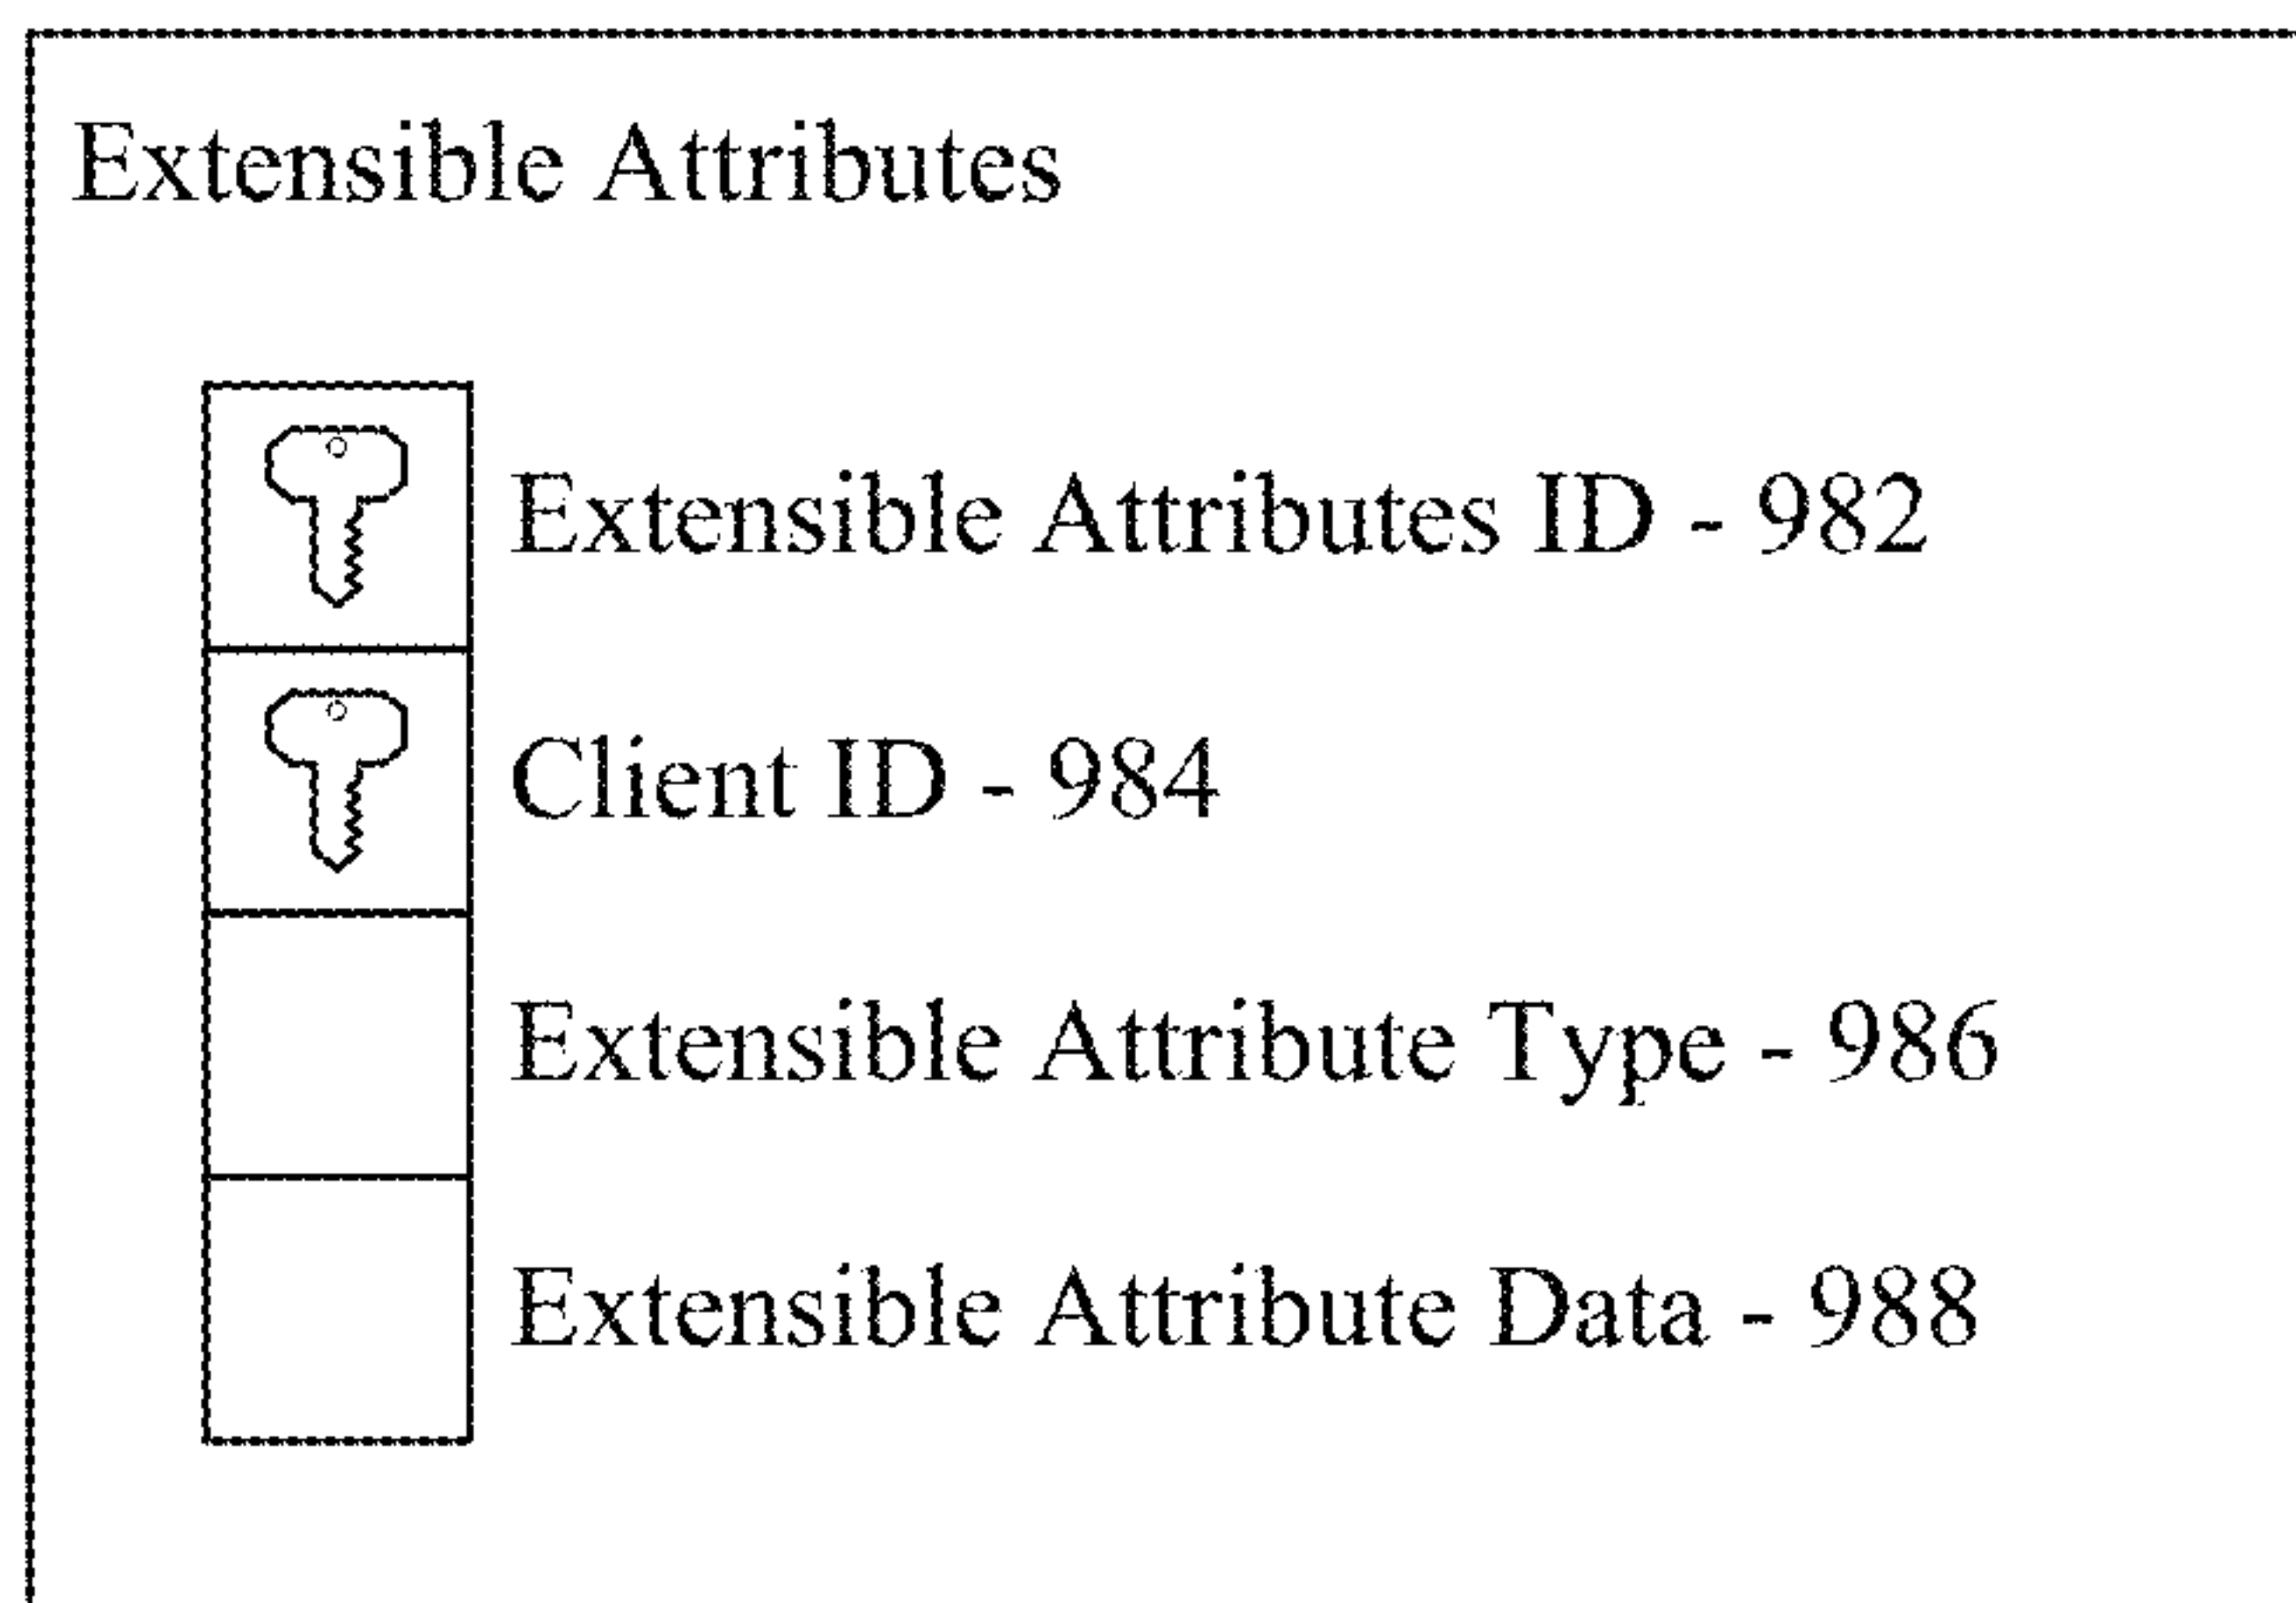 Extensible Attributes
Extensible Attributes ID - 982
Client ID - 984
Extensible Attribute Type - 986
Extensible Attribute Data - 988